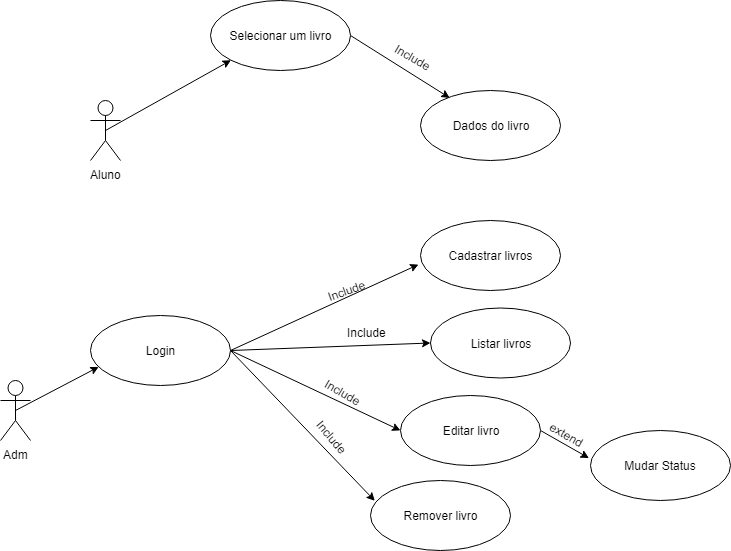 Selecionar um livro
Include
Dados do livro
Aluno
Cadastrar livros
Include
Include
Listar livros
Login
Include
Editar livro
extend
Mudar Status
Include
Adm
Remover livro